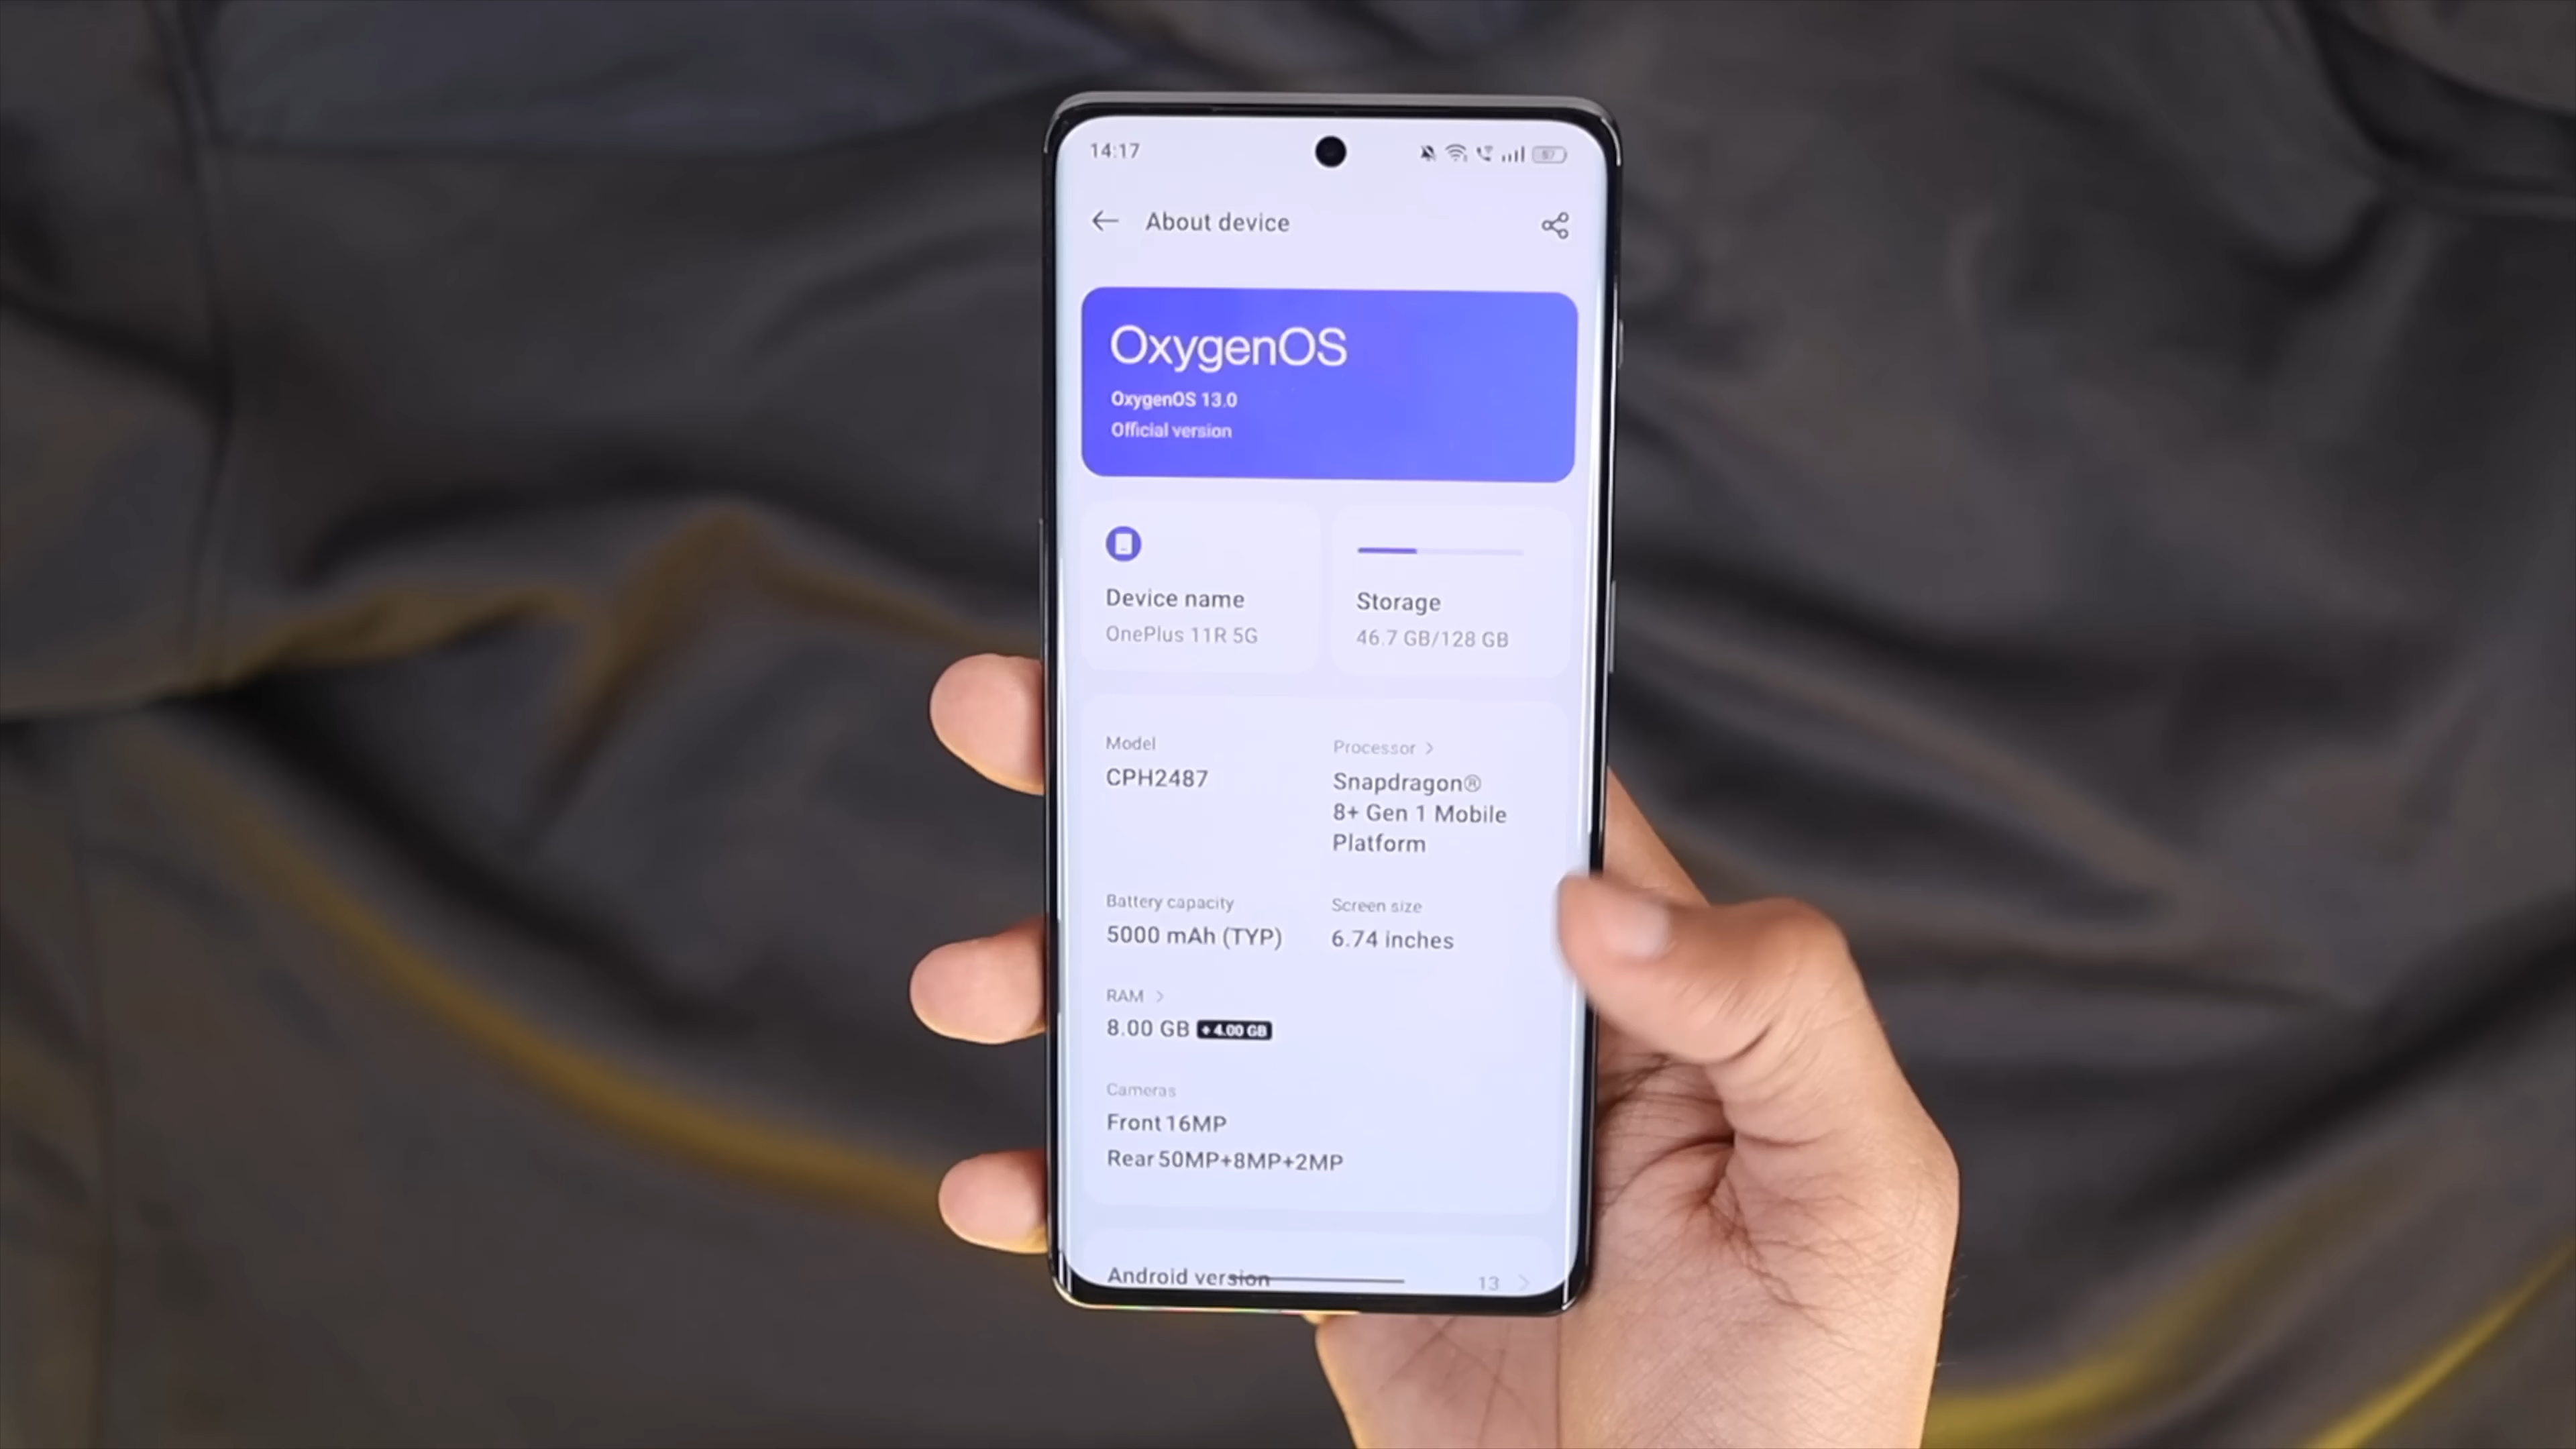 14:17
About device
OxygenOS
OxygenOS 13.0
Official version
Device name
OnePlus 11R 5G
Storage
46.7 GB/128 GB
Model
CPH2487
Processor >
Snapdragon®
8+ Gen 1 Mobile
Platform
Battery capacity
5000 mAh (TYP)
Screen size
6.74 inches
RAM >
8.00 GB + 4.00 GB
Cameras
Front 16MP
Rear 50MP+8MP+2MP
Android version 13 >